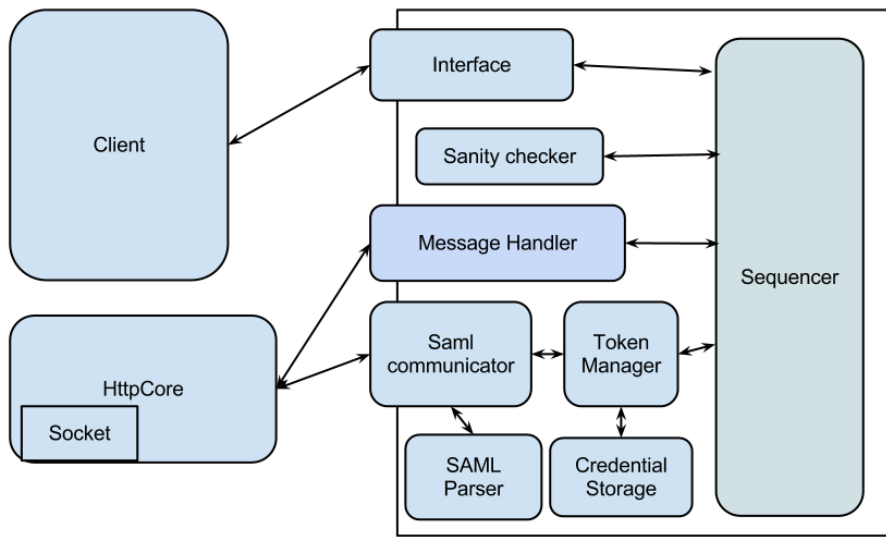 Interface
Client
Sanity checker
Message Handler
Sequencer
Saml
communicator
Token
Manager
HttpCore
Socket
SAML
Parser
Credential
Storage